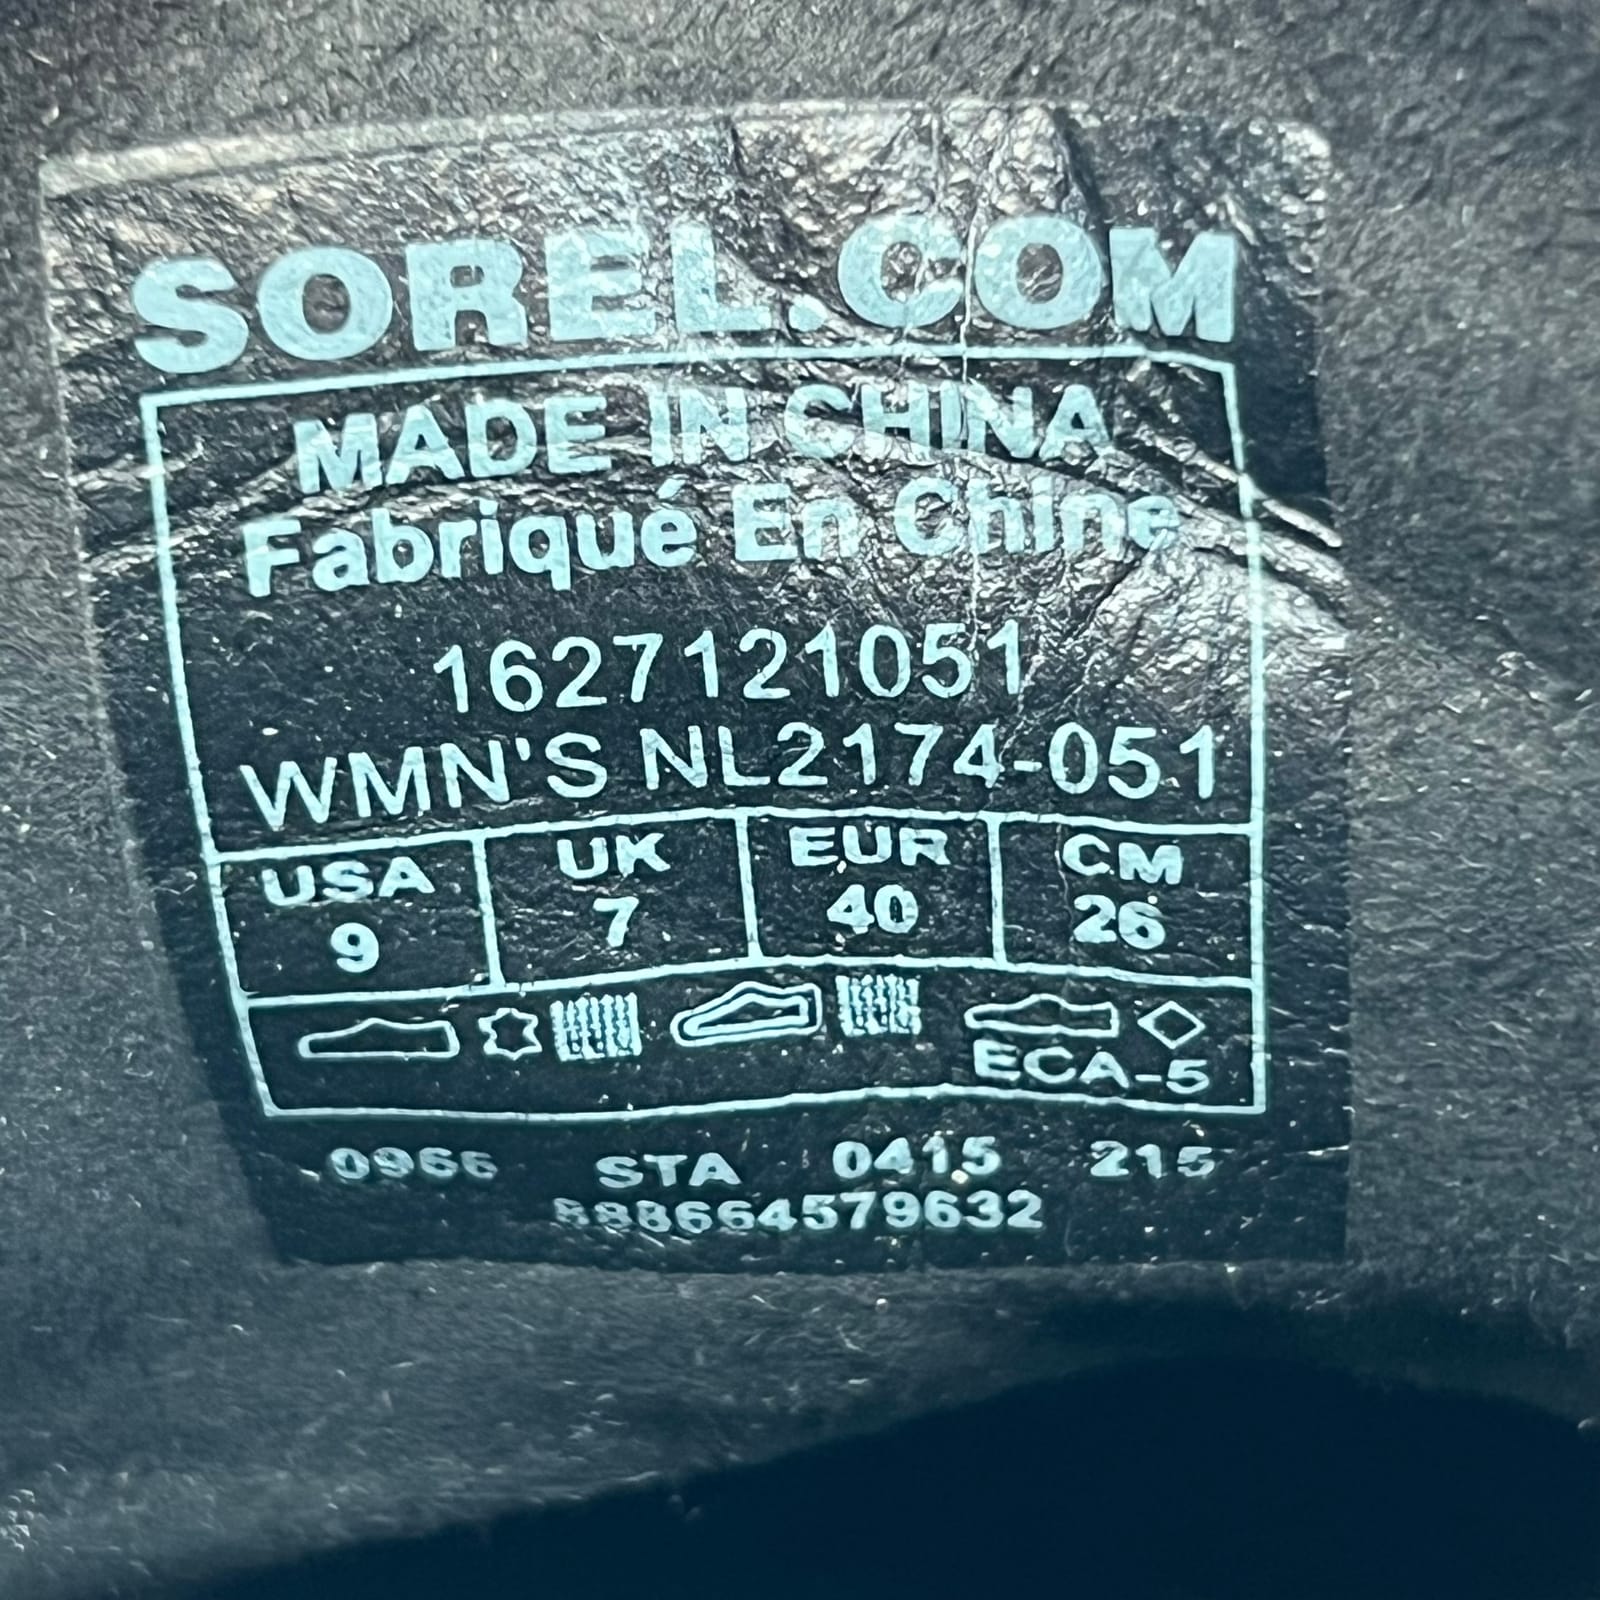 SOREL.COM
MADE IN CHINA
Fabriqué En Chine
1627121051
WMN'S NL2174-051
USA UK EUR CM
9 7 40 26
ECA-5
0966 STA 0415 215
888664579632